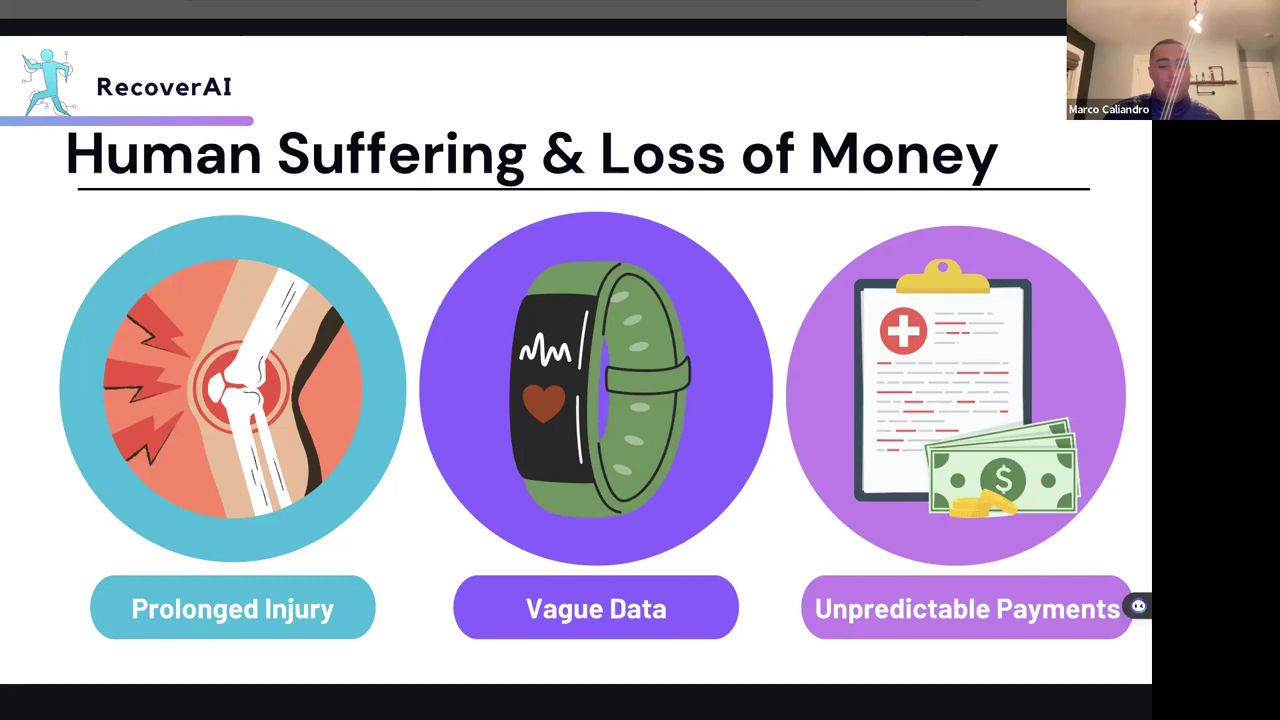 RecoverAI
Marco Caliandro
Human Suffering & Loss of Money
$
Prolonged Injury
Vague Data
Unpredictable Payments